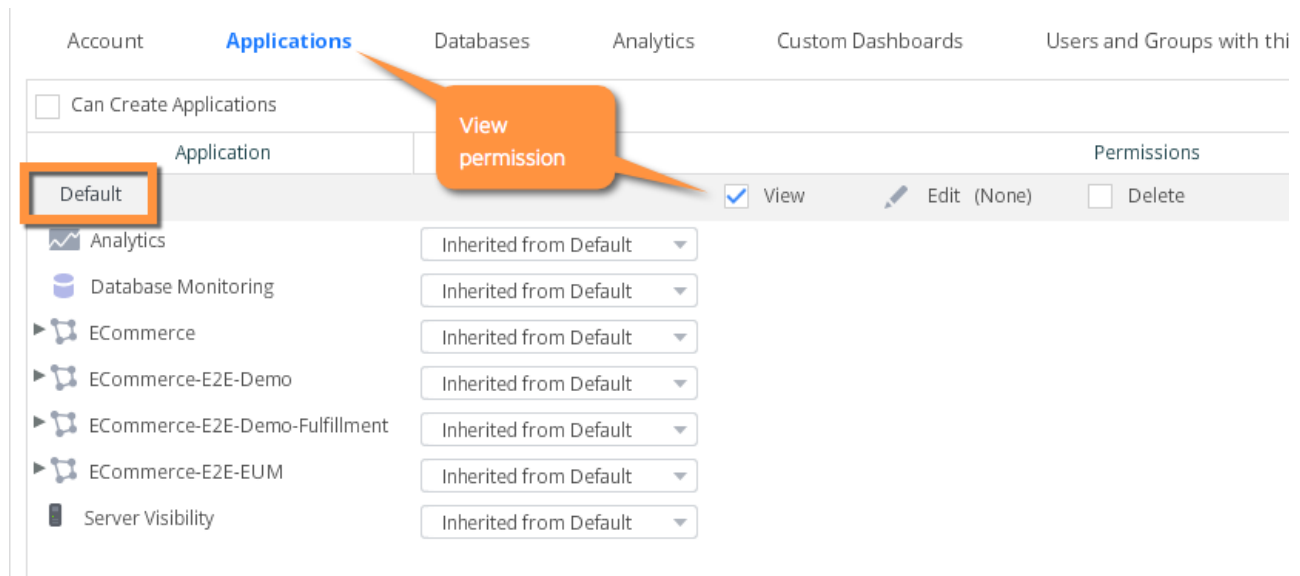 Account Applications Databases Analytics Custom Dashboards Users and Groups with thi
Can Create Applications
View
permission
Application Permissions
Default View Edit (None) Delete
Analytics Inherited from Default
Database Monitoring Inherited from Default
ECommerce Inherited from Default
ECommerce-E2E-Demo Inherited from Default
ECommerce-E2E-Demo-Fulfillment Inherited from Default
ECommerce-E2E-EUM Inherited from Default
Server Visibility Inherited from Default